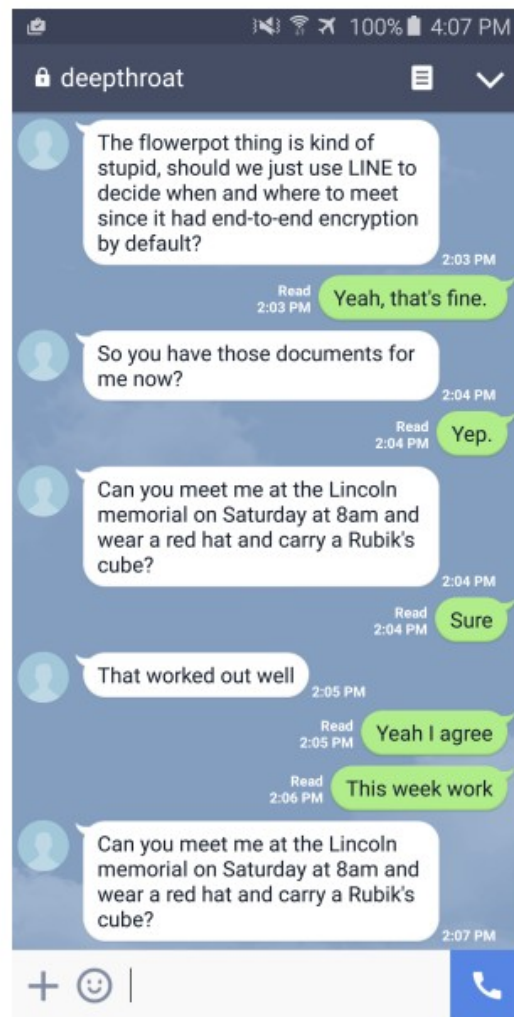 100% 4:07 PM
deepthroat
The flowerpot thing is kind of
stupid, should we just use LINE to
decide when and where to meet
since it had end-to-end encryption
by default?
2:03 PM
Read
2:03 PM
Yeah, that's fine.
So you have those documents for
me now?
2:04 PM
Read
2:04 PM
Yep.
Can you meet me at the Lincoln
memorial on Saturday at 8am and
wear a red hat and carry a Rubik's
cube?
2:04 PM
Read
2:04 PM
Sure
That worked out well
2:05 PM
Read
2:05 PM
Yeah I agree
Read
2:06 PM
This week work
Can you meet me at the Lincoln
memorial on Saturday at 8am and
wear a red hat and carry a Rubik's
cube?
2:07 PM